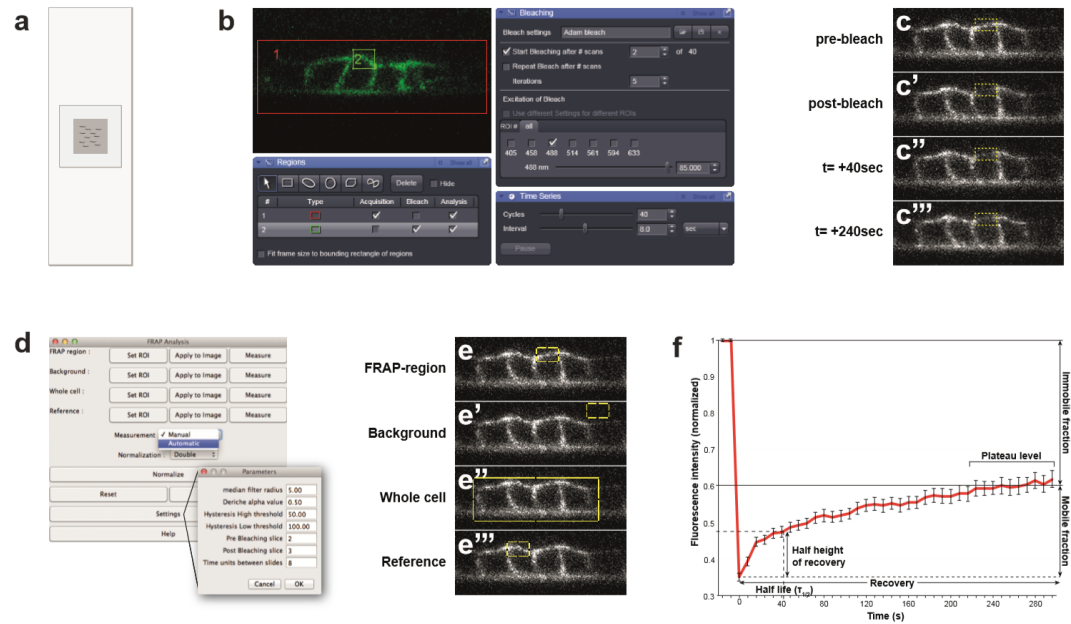 a
b
1
2
Regions
Show all
Delete
Hide
# Type Acquisition Bleach Analysis
1
2
Fit frame size to bounding rectangle of regions
Bleaching
Show all
Bleach settings Adam bleach
Start Bleaching after # scans 2 of 40
Repeat Bleach after # scans
Iterations 5
Excitation of Bleach
Use different Settings for different ROIs
ROI # all
405 458 488 514 561 594 633
488 nm 85.000
Time Series
Show all
Cycles 40
Interval 8.0 sec
Pause
pre-bleach c
post-bleach c'
t= +40sec c''
t= +240sec c'''
d
FRAP Analysis
FRAP region : Set ROI Apply to Image Measure
Background : Set ROI Apply to Image Measure
Whole cell : Set ROI Apply to Image Measure
Reference : Set ROI Apply to Image Measure
Measurement Manual
Automatic
Normalization : Double
Normalize
Reset
Settings
Help
Parameters
median filter radius 5.00
Deriche alpha value 0.50
Hysteresis High threshold 50.00
Hysteresis Low threshold 100.00
Pre Bleaching slice 2
Post Bleaching slice 3
Time units between slides 8
Cancel OK
FRAP-region e
Background e'
Whole cell e''
Reference e'''
f
Fluorescence intensity (normalized)
1
0.9
0.8
0.7
0.6
0.5
0.4
0.3
Plateau level
Immobile fraction
Mobile fraction
Half height
of recovery
Recovery
Half life (τ1/2)
0 40 80 120 160 200 240 280
Time (s)